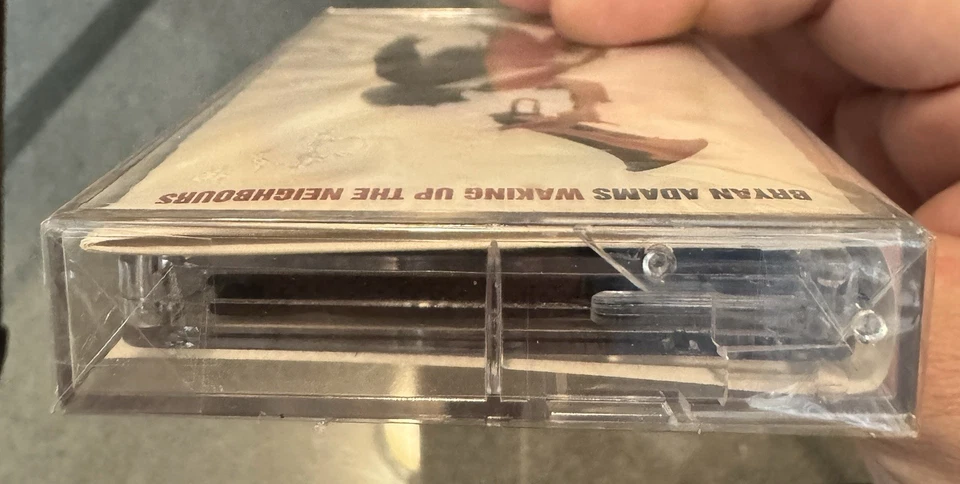 BRYAN ADAMS WAKING UP THE NEIGHBOURS